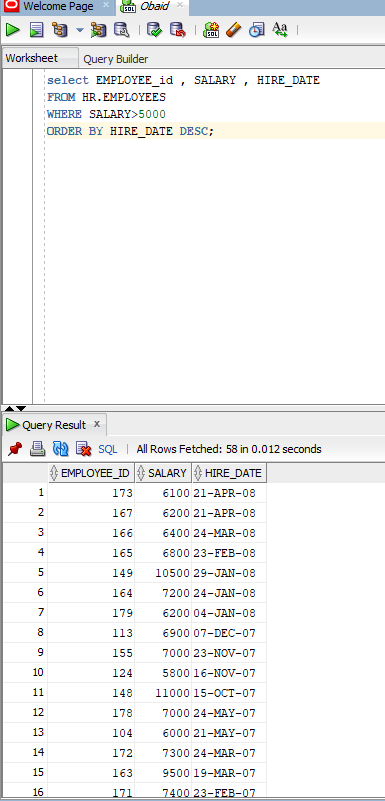 Welcome Page × Obaid ×
Worksheet Query Builder
select EMPLOYEE_id , SALARY , HIRE_DATE
FROM HR.EMPLOYEES
WHERE SALARY>5000
ORDER BY HIRE_DATE DESC;
Query Result ×
SQL | All Rows Fetched: 58 in 0.012 seconds
EMPLOYEE_ID SALARY HIRE_DATE
1 173 6100 21-APR-08
2 167 6200 21-APR-08
3 166 6400 24-MAR-08
4 165 6800 23-FEB-08
5 149 10500 29-JAN-08
6 164 7200 24-JAN-08
7 179 6200 04-JAN-08
8 113 6900 07-DEC-07
9 155 7000 23-NOV-07
10 124 5800 16-NOV-07
11 148 11000 15-OCT-07
12 178 7000 24-MAY-07
13 104 6000 21-MAY-07
14 172 7300 24-MAR-07
15 163 9500 19-MAR-07
16 171 7400 23-FEB-07